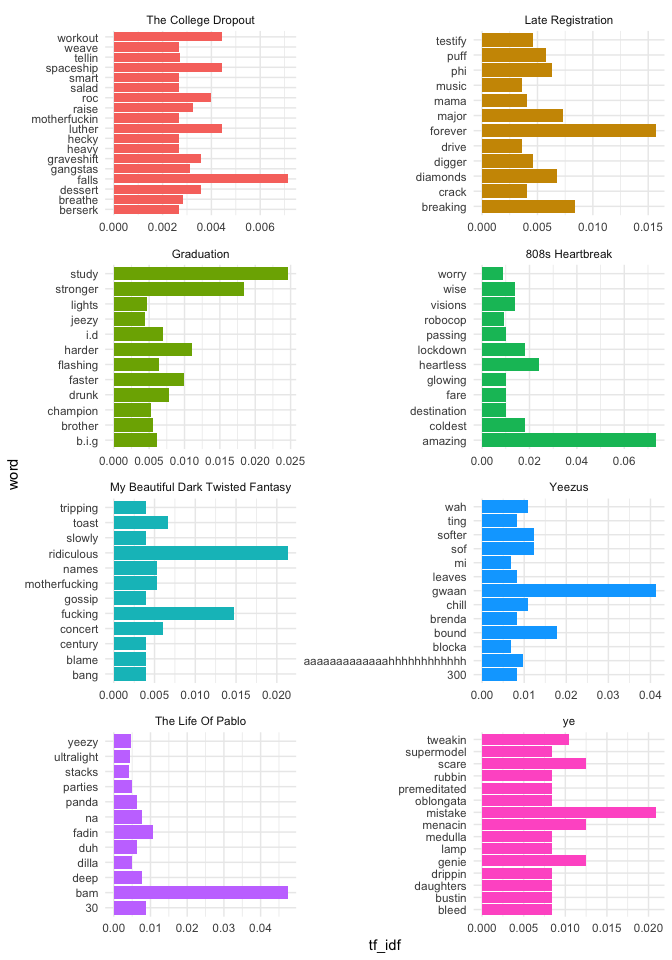 The College Dropout
workout
weave
tellin
spaceship
smart
salad
roc
raise
motherfuckin
luther
hecky
heavy
graveshift
gangstas
falls
dessert
breathe
berserk
0.000 0.002 0.004 0.006
Late Registration
testify
puff
phi
music
mama
major
forever
drive
digger
diamonds
crack
breaking
0.000 0.005 0.010 0.015
Graduation
study
stronger
lights
jeezy
i.d
harder
flashing
faster
drunk
champion
brother
b.i.g
0.000 0.005 0.010 0.015 0.020 0.025
808s Heartbreak
worry
wise
visions
robocop
passing
lockdown
heartless
glowing
fare
destination
coldest
amazing
0.00 0.02 0.04 0.06
My Beautiful Dark Twisted Fantasy
tripping
toast
slowly
ridiculous
names
motherfucking
gossip
fucking
concert
century
blame
bang
0.000 0.005 0.010 0.015 0.020
Yeezus
wah
ting
softer
sof
mi
leaves
gwaan
chill
brenda
bound
blocka
aaaaaaaaaaaaahhhhhhhhhhhh
300
0.00 0.01 0.02 0.03 0.04
The Life Of Pablo
yeezy
ultralight
stacks
parties
panda
na
fadin
duh
dilla
deep
bam
30
0.00 0.01 0.02 0.03 0.04
ye
tweakin
supermodel
scare
rubbin
premeditated
oblongata
mistake
menacin
medulla
lamp
genie
drippin
daughters
bustin
bleed
0.000 0.005 0.010 0.015 0.020
word
tf_idf